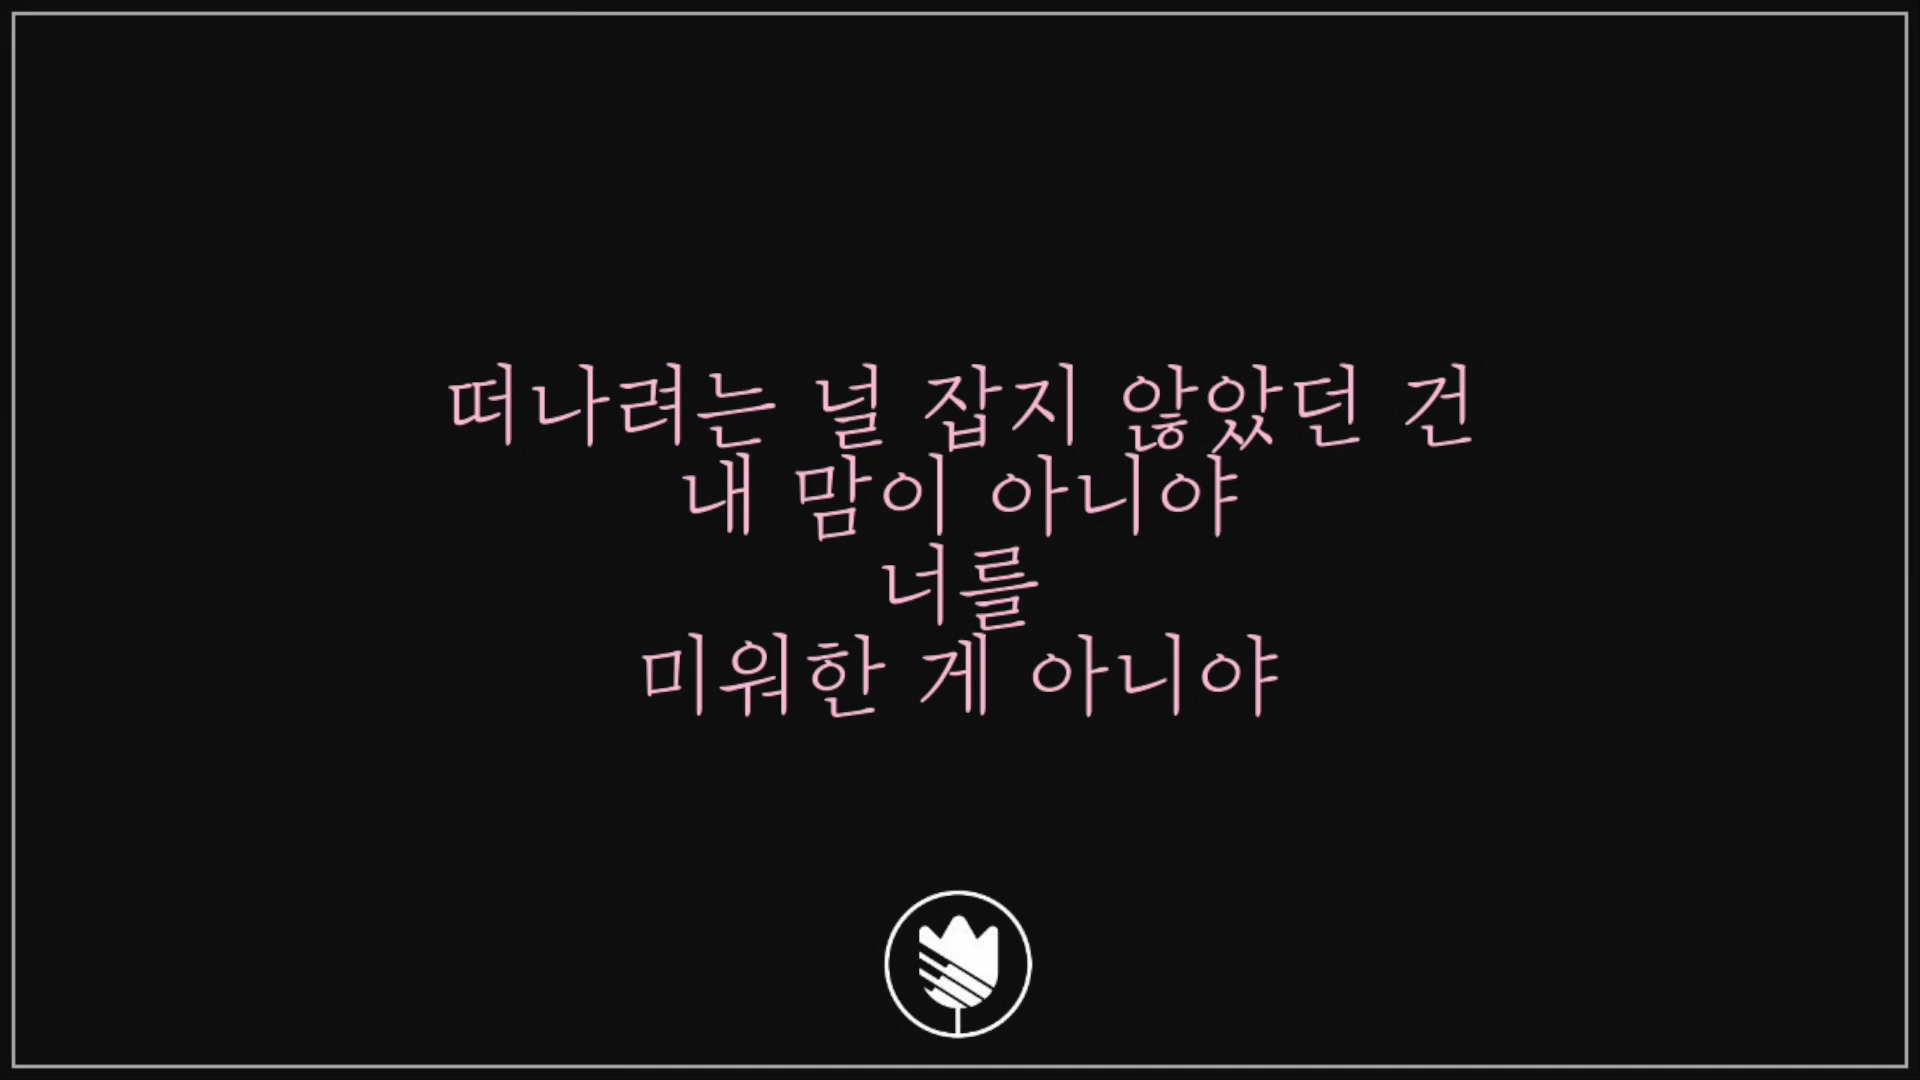 떠나려는 널 잡지 않았던 건
내 맘이 아니야
너를
미워한 게 아니야